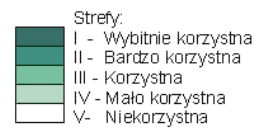 Strefy:
I - Wybitnie korzystna
II - Bardzo korzystna
III - Korzystna
IV - Mało korzystna
V- Niekorzystna